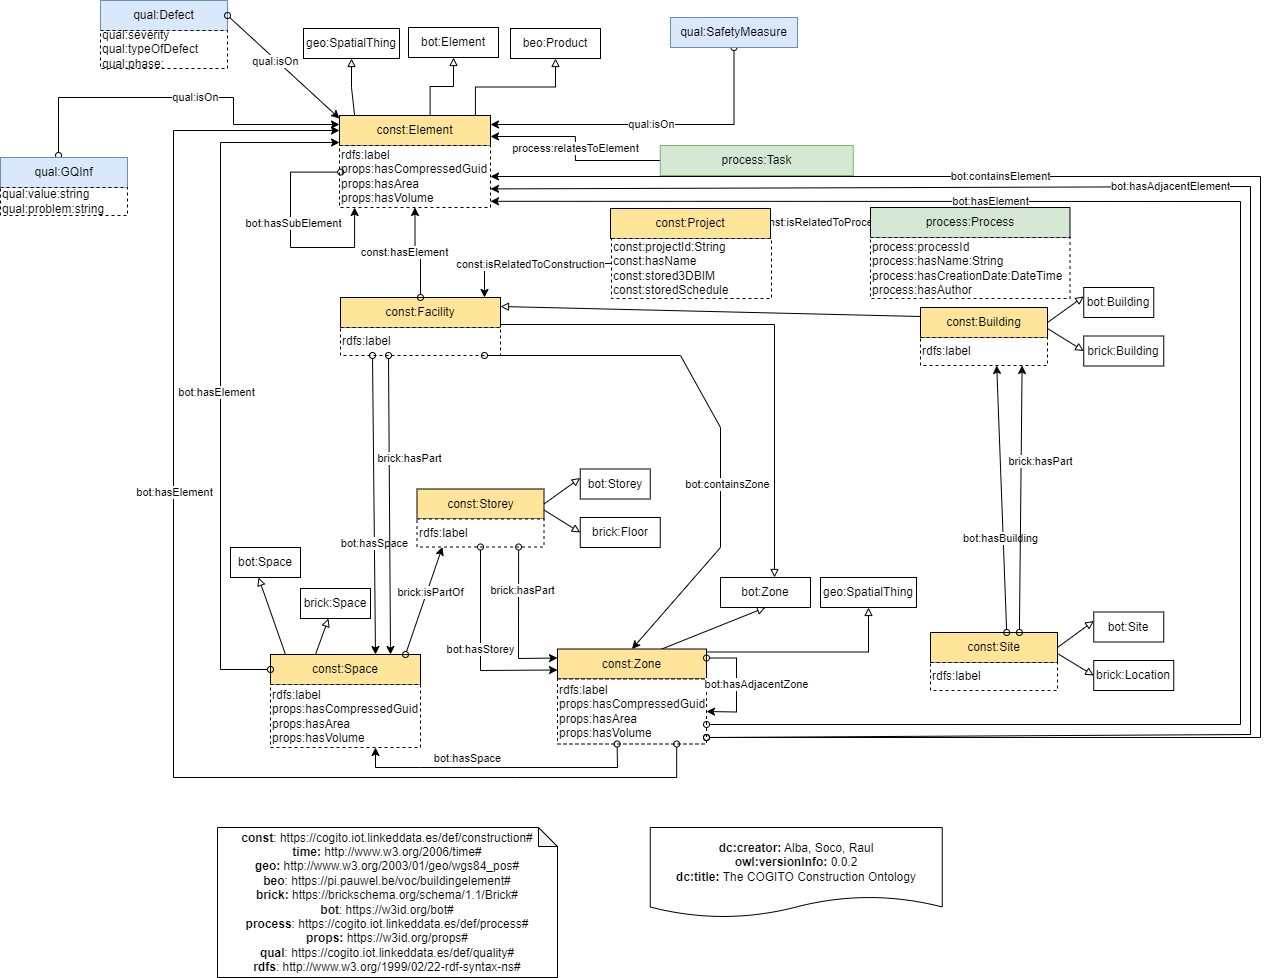 qual:Defect
qual:severity
qual:typeOfDefect
qual:phase:
qual:isOn
geo:SpatialThing
bot:Element
beo:Product
qual:SafetyMeasure
qual:isOn
qual:isOn
const:Element
rdfs:label
props:hasCompressedGuid
props:hasArea
props:hasVolume
process:relatesToElement
process:Task
qual:GQInf
qual:value:string
qual:problem:string
bot:containsElement
bot:hasAdjacentElement
bot:hasElement
bot:hasSubElement
const:hasElement
const:Project
const:projectId:String
const:hasName
const:stored3DBIM
const:storedSchedule
nst:isRelatedToProce
process:Process
process:processId
process:hasName:String
process:hasCreationDate:DateTime
process:hasAuthor
const:isRelatedToConstruction
const:Facility
rdfs:label
const:Building
rdfs:label
bot:Building
brick:Building
bot:hasElement
brick:hasPart
bot:hasElement
bot:hasSpace
const:Storey
rdfs:label
bot:Storey
brick:Floor
bot:containsZone
brick:hasPart
bot:hasBuilding
bot:Space
brick:Space
brick:isPartOf
brick:hasPart
bot:hasStorey
bot:Zone
geo:SpatialThing
const:Space
rdfs:label
props:hasCompressedGuid
props:hasArea
props:hasVolume
const:Zone
rdfs:label
props:hasCompressedGuid
props:hasArea
props:hasVolume
bot:hasAdjacentZone
bot:hasSpace
const:Site
rdfs:label
bot:Site
brick:Location
const: https://cogito.iot.linkeddata.es/def/construction#
time: http://www.w3.org/2006/time#
geo: http://www.w3.org/2003/01/geo/wgs84_pos#
beo: https://pi.pauwel.be/voc/buildingelement#
brick: https://brickschema.org/schema/1.1/Brick#
bot: https://w3id.org/bot#
process: https://cogito.iot.linkeddata.es/def/process#
props: https://w3id.org/props#
qual: https://cogito.iot.linkeddata.es/def/quality#
rdfs: http://www.w3.org/1999/02/22-rdf-syntax-ns#
dc:creator: Alba, Soco, Raul
owl:versionInfo: 0.0.2
dc:title: The COGITO Construction Ontology